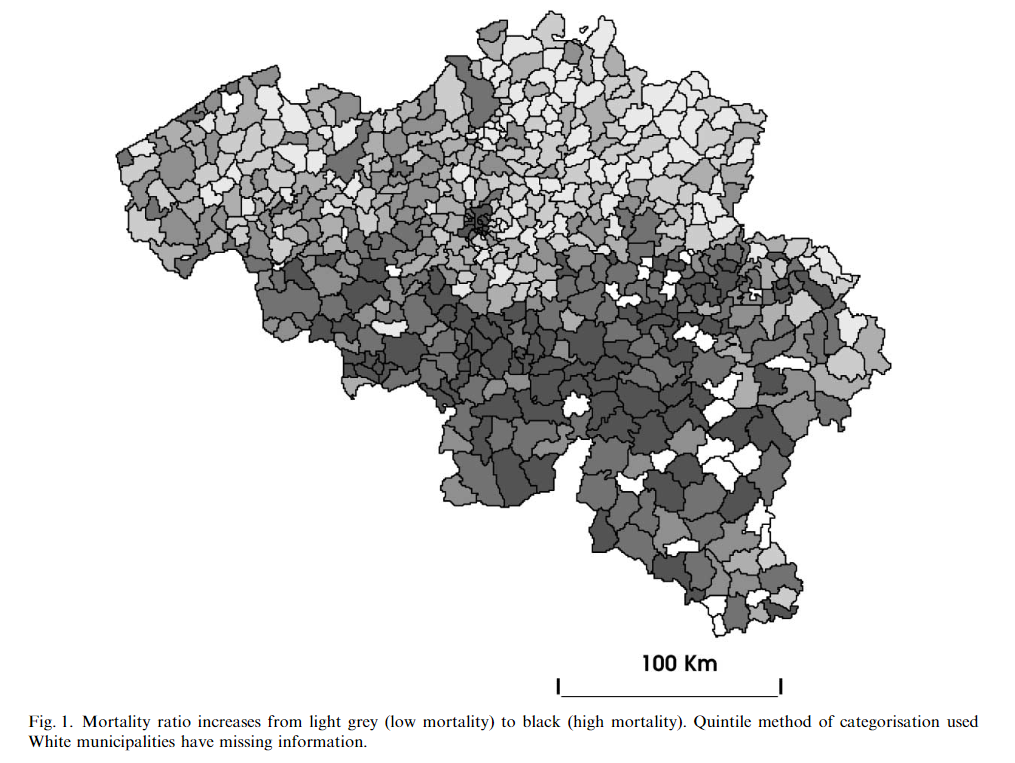 100 Km
Fig. 1. Mortality ratio increases from light grey (low mortality) to black (high mortality). Quintile method of categorisation used
White municipalities have missing information.